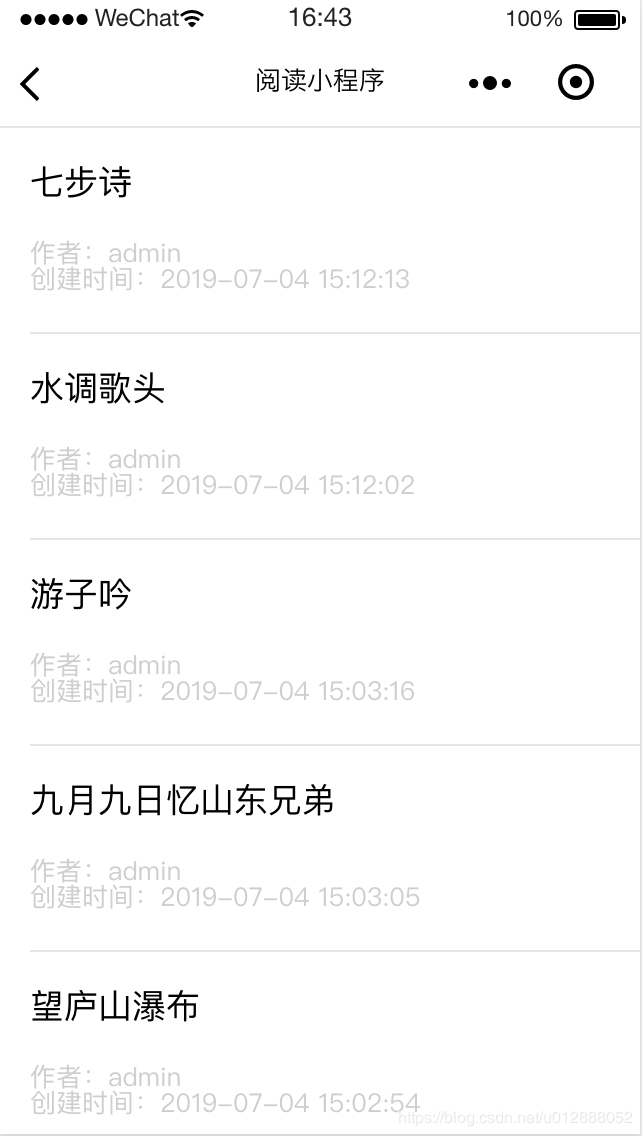 WeChat 16:43 100%
阅读小程序
七步诗
作者：admin
创建时间：2019-07-04 15:12:13
水调歌头
作者：admin
创建时间：2019-07-04 15:12:02
游子吟
作者：admin
创建时间：2019-07-04 15:03:16
九月九日忆山东兄弟
作者：admin
创建时间：2019-07-04 15:03:05
望庐山瀑布
作者：admin
创建时间：2019-07-04 15:02:54
https://blog.csdn.net/u012888052